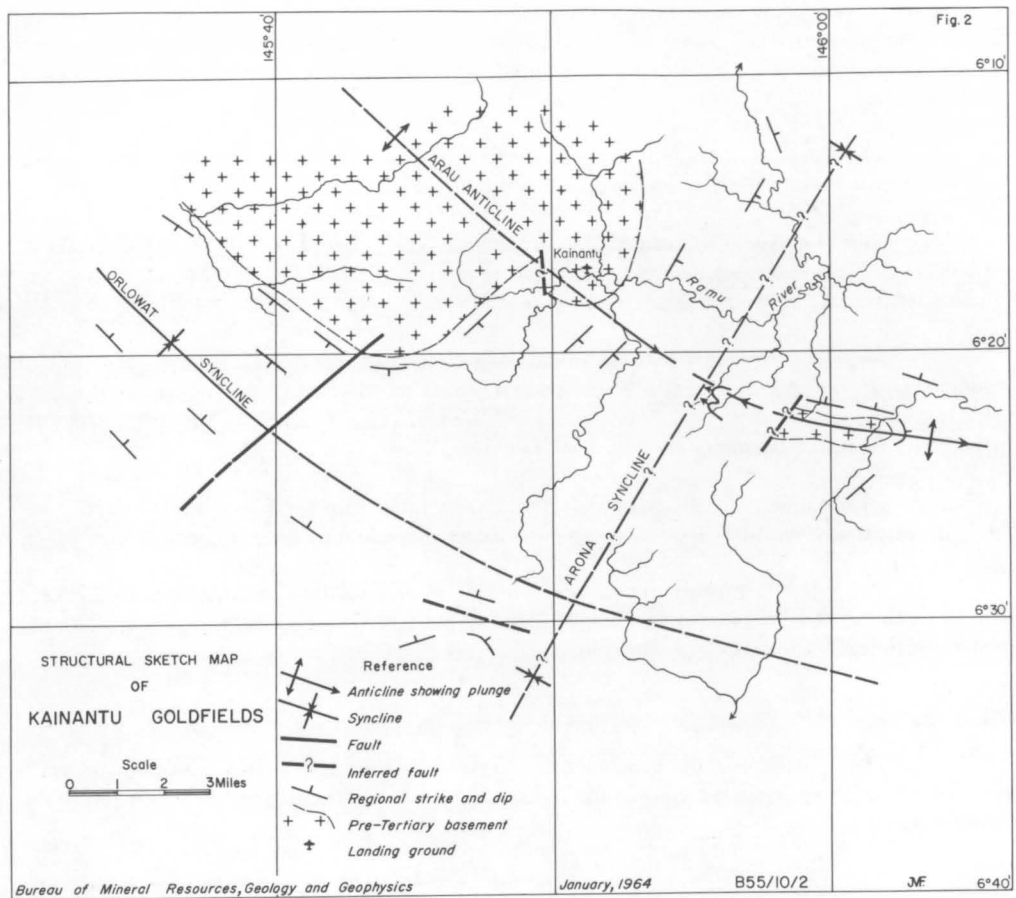 Fig. 2
145°40'
146°00'
6°10'
ARAU ANTICLINE
Kainantu
Ramu
River
?
?
?
?
?
?
ORLOWAT
SYNCLINE
6°20'
?
?
?
?
ARONA SYNCLINE
?
?
6°30'
?
STRUCTURAL SKETCH MAP
OF
KAINANTU GOLDFIELDS
Scale
0 1 2 3 Miles
Reference
Anticline showing plunge
Syncline
Fault
? Inferred fault
Regional strike and dip
Pre-Tertiary basement
Landing ground
Bureau of Mineral Resources, Geology and Geophysics
January, 1964
B55/10/2
6°40'